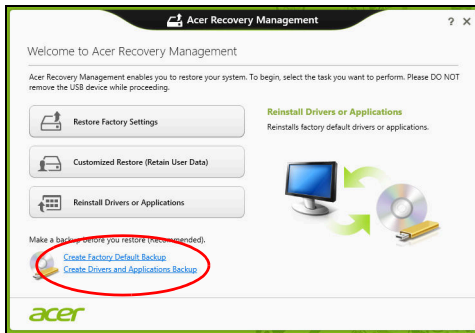 Acer Recovery Management
? X
Welcome to Acer Recovery Management
Acer Recovery Management enables you to restore your system. To begin, select the task you want to perform. Please DO NOT
remove the USB device while proceeding.
Restore Factory Settings
Customized Restore (Retain User Data)
Reinstall Drivers or Applications
Reinstall Drivers or Applications
Reinstalls factory default drivers or applications.
Make a backup before you restore (Recommended).
Create Factory Default Backup
Create Drivers and Applications Backup
acer